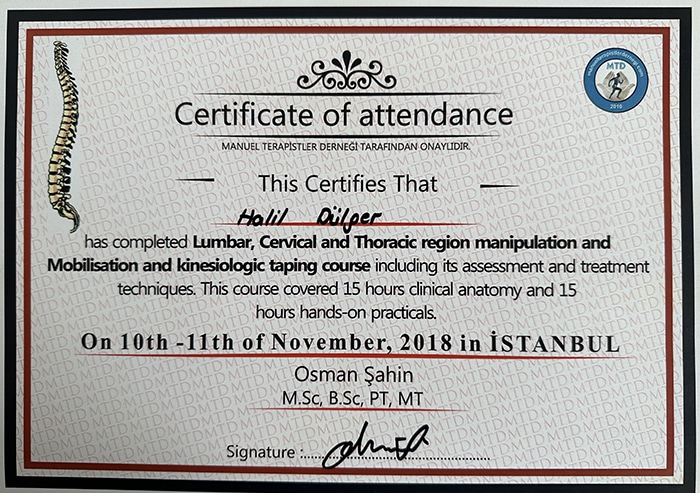 MTD
2010
Certificate of attendance
MANUEL TERAPİSTLER DERNEĞİ TARAFINDAN ONAYLIDIR.
This Certifies That
Halil Dülger
has completed Lumbar, Cervical and Thoracic region manipulation and
Mobilisation and kinesiologic taping course including its assessment and treatment
techniques. This course covered 15 hours clinical anatomy and 15
hours hands-on practicals.
On 10th -11th of November, 2018 in İSTANBUL
Osman Şahin
M.Sc, B.Sc, PT, MT
Signature :